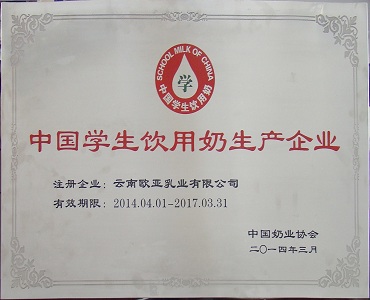 SCHOOL MILK OF CHINA
学
中国学生饮用奶
中国学生饮用奶生产企业
注册企业：云南欧亚乳业有限公司
有效期限：2014.04.01-2017.03.31
中国奶业协会
二〇一四年三月